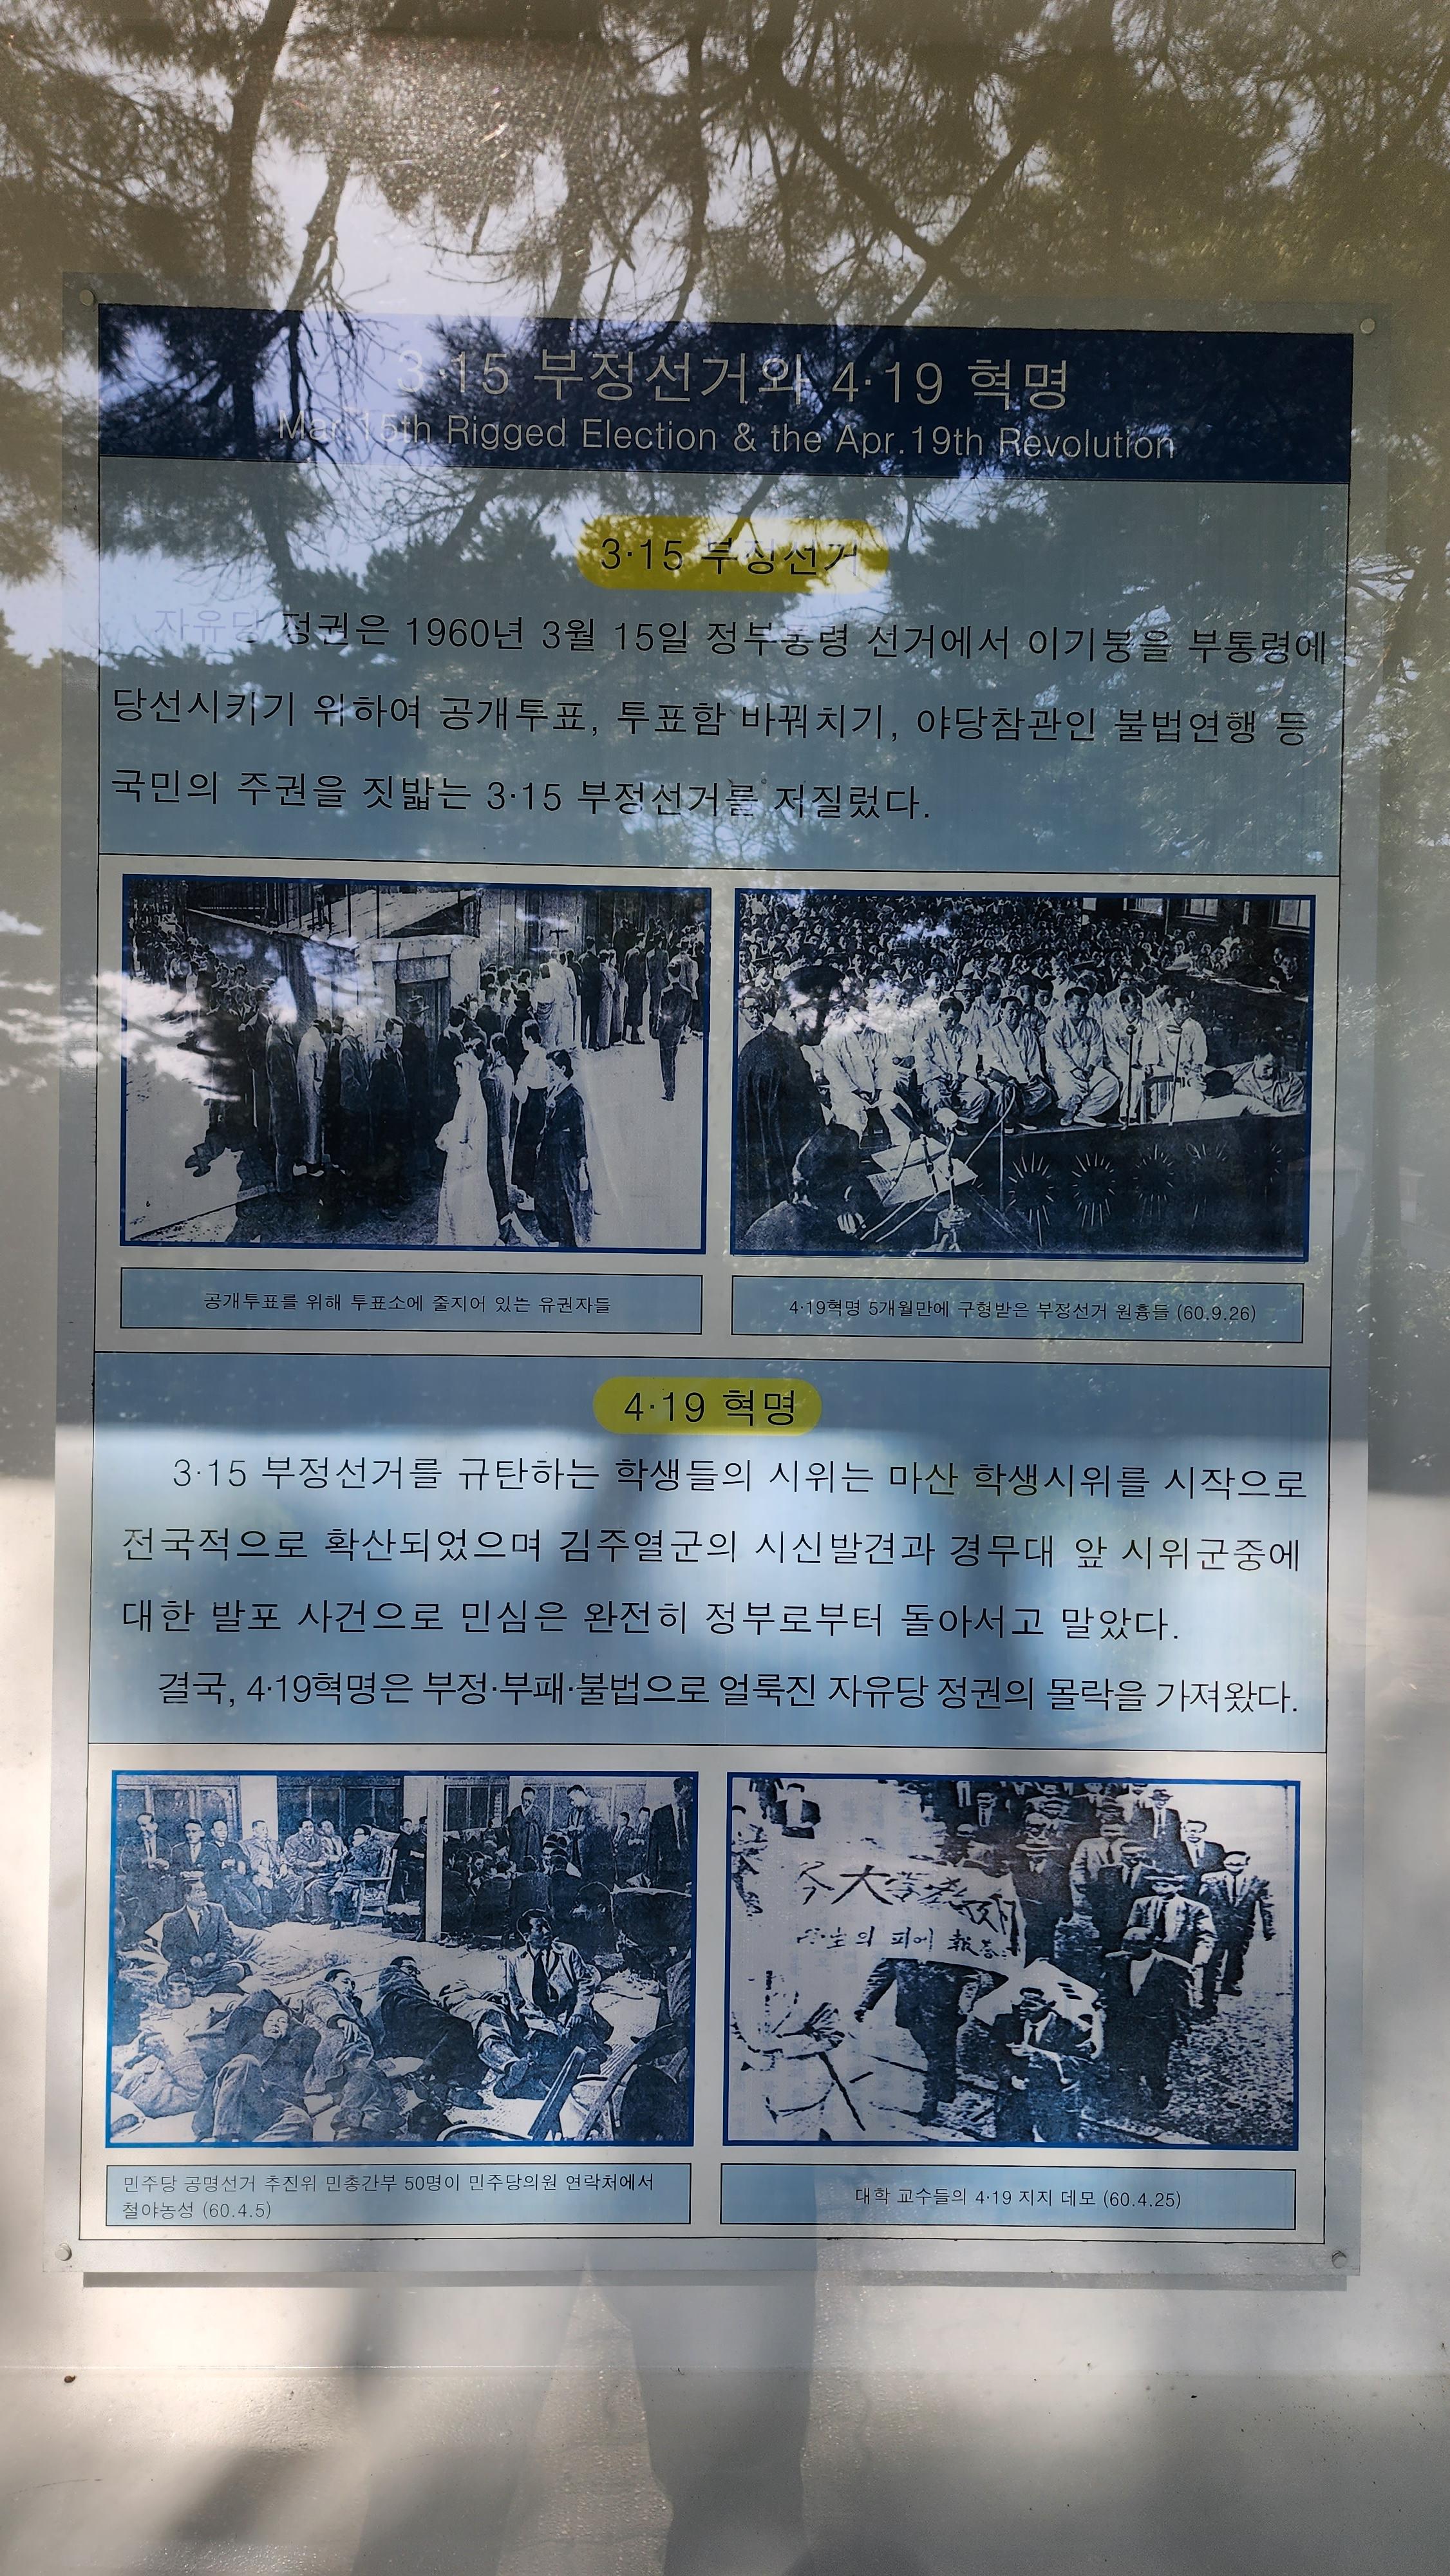 3·15 부정선거와 4·19 혁명
Mar.15th Rigged Election & the Apr.19th Revolution
3·15 부정선거
자유당 정권은 1960년 3월 15일 정부통령 선거에서 이기붕을 부통령에
당선시키기 위하여 공개투표, 투표함 바꿔치기, 야당참관인 불법연행 등
국민의 주권을 짓밟는 3·15 부정선거를 저질렀다.
공개투표를 위해 투표소에 줄지어 있는 유권자들
4·19혁명 5개월만에 구형받은 부정선거 원흉들 (60.9.26)
4·19 혁명
3·15 부정선거를 규탄하는 학생들의 시위는 마산 학생시위를 시작으로
전국적으로 확산되었으며 김주열군의 시신발견과 경무대 앞 시위군중에
대한 발포 사건으로 민심은 완전히 정부로부터 돌아서고 말았다.
결국, 4·19혁명은 부정·부패·불법으로 얼룩진 자유당 정권의 몰락을 가져왔다.
大
의 피에 報
민주당 공명선거 추진위 민총간부 50명이 민주당의원 연락처에서
철야농성 (60.4.5)
대학 교수들의 4·19 지지 데모 (60.4.25)